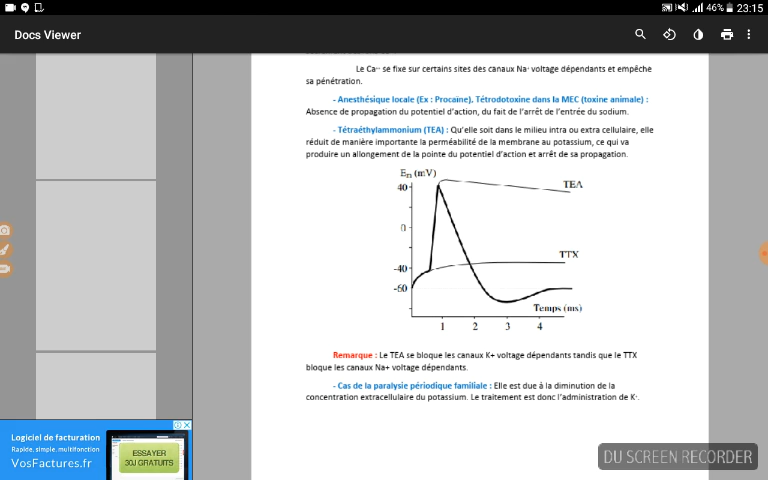 46% 23:15
Docs Viewer
Le Ca++ se fixe sur certains sites des canaux Na+ voltage dépendants et empêche
sa pénétration.
- Anesthésique locale (Ex : Procaïne), Tétrodotoxine dans la MEC (toxine animale) :
Absence de propagation du potentiel d'action, du fait de l'arrêt de l'entrée du sodium.
- Tétraéthylammonium (TEA) : Qu'elle soit dans le milieu intra ou extra cellulaire, elle
réduit de manière importante la perméabilité de la membrane au potassium, ce qui va
produire un allongement de la pointe du potentiel d'action et arrêt de sa propagation.
Em (mV)
40
TEA
0
TTX
-40
-60
Temps (ms)
1 2 3 4
Remarque : Le TEA se bloque les canaux K+ voltage dépendants tandis que le TTX
bloque les canaux Na+ voltage dépendants.
- Cas de la paralysie périodique familiale : Elle est due à la diminution de la
concentration extracellulaire du potassium. Le traitement est donc l'administration de K+.
Logiciel de facturation
Rapide, simple, multifonction
VosFactures.fr
ESSAYER
30J GRATUITS
DU SCREEN RECORDER